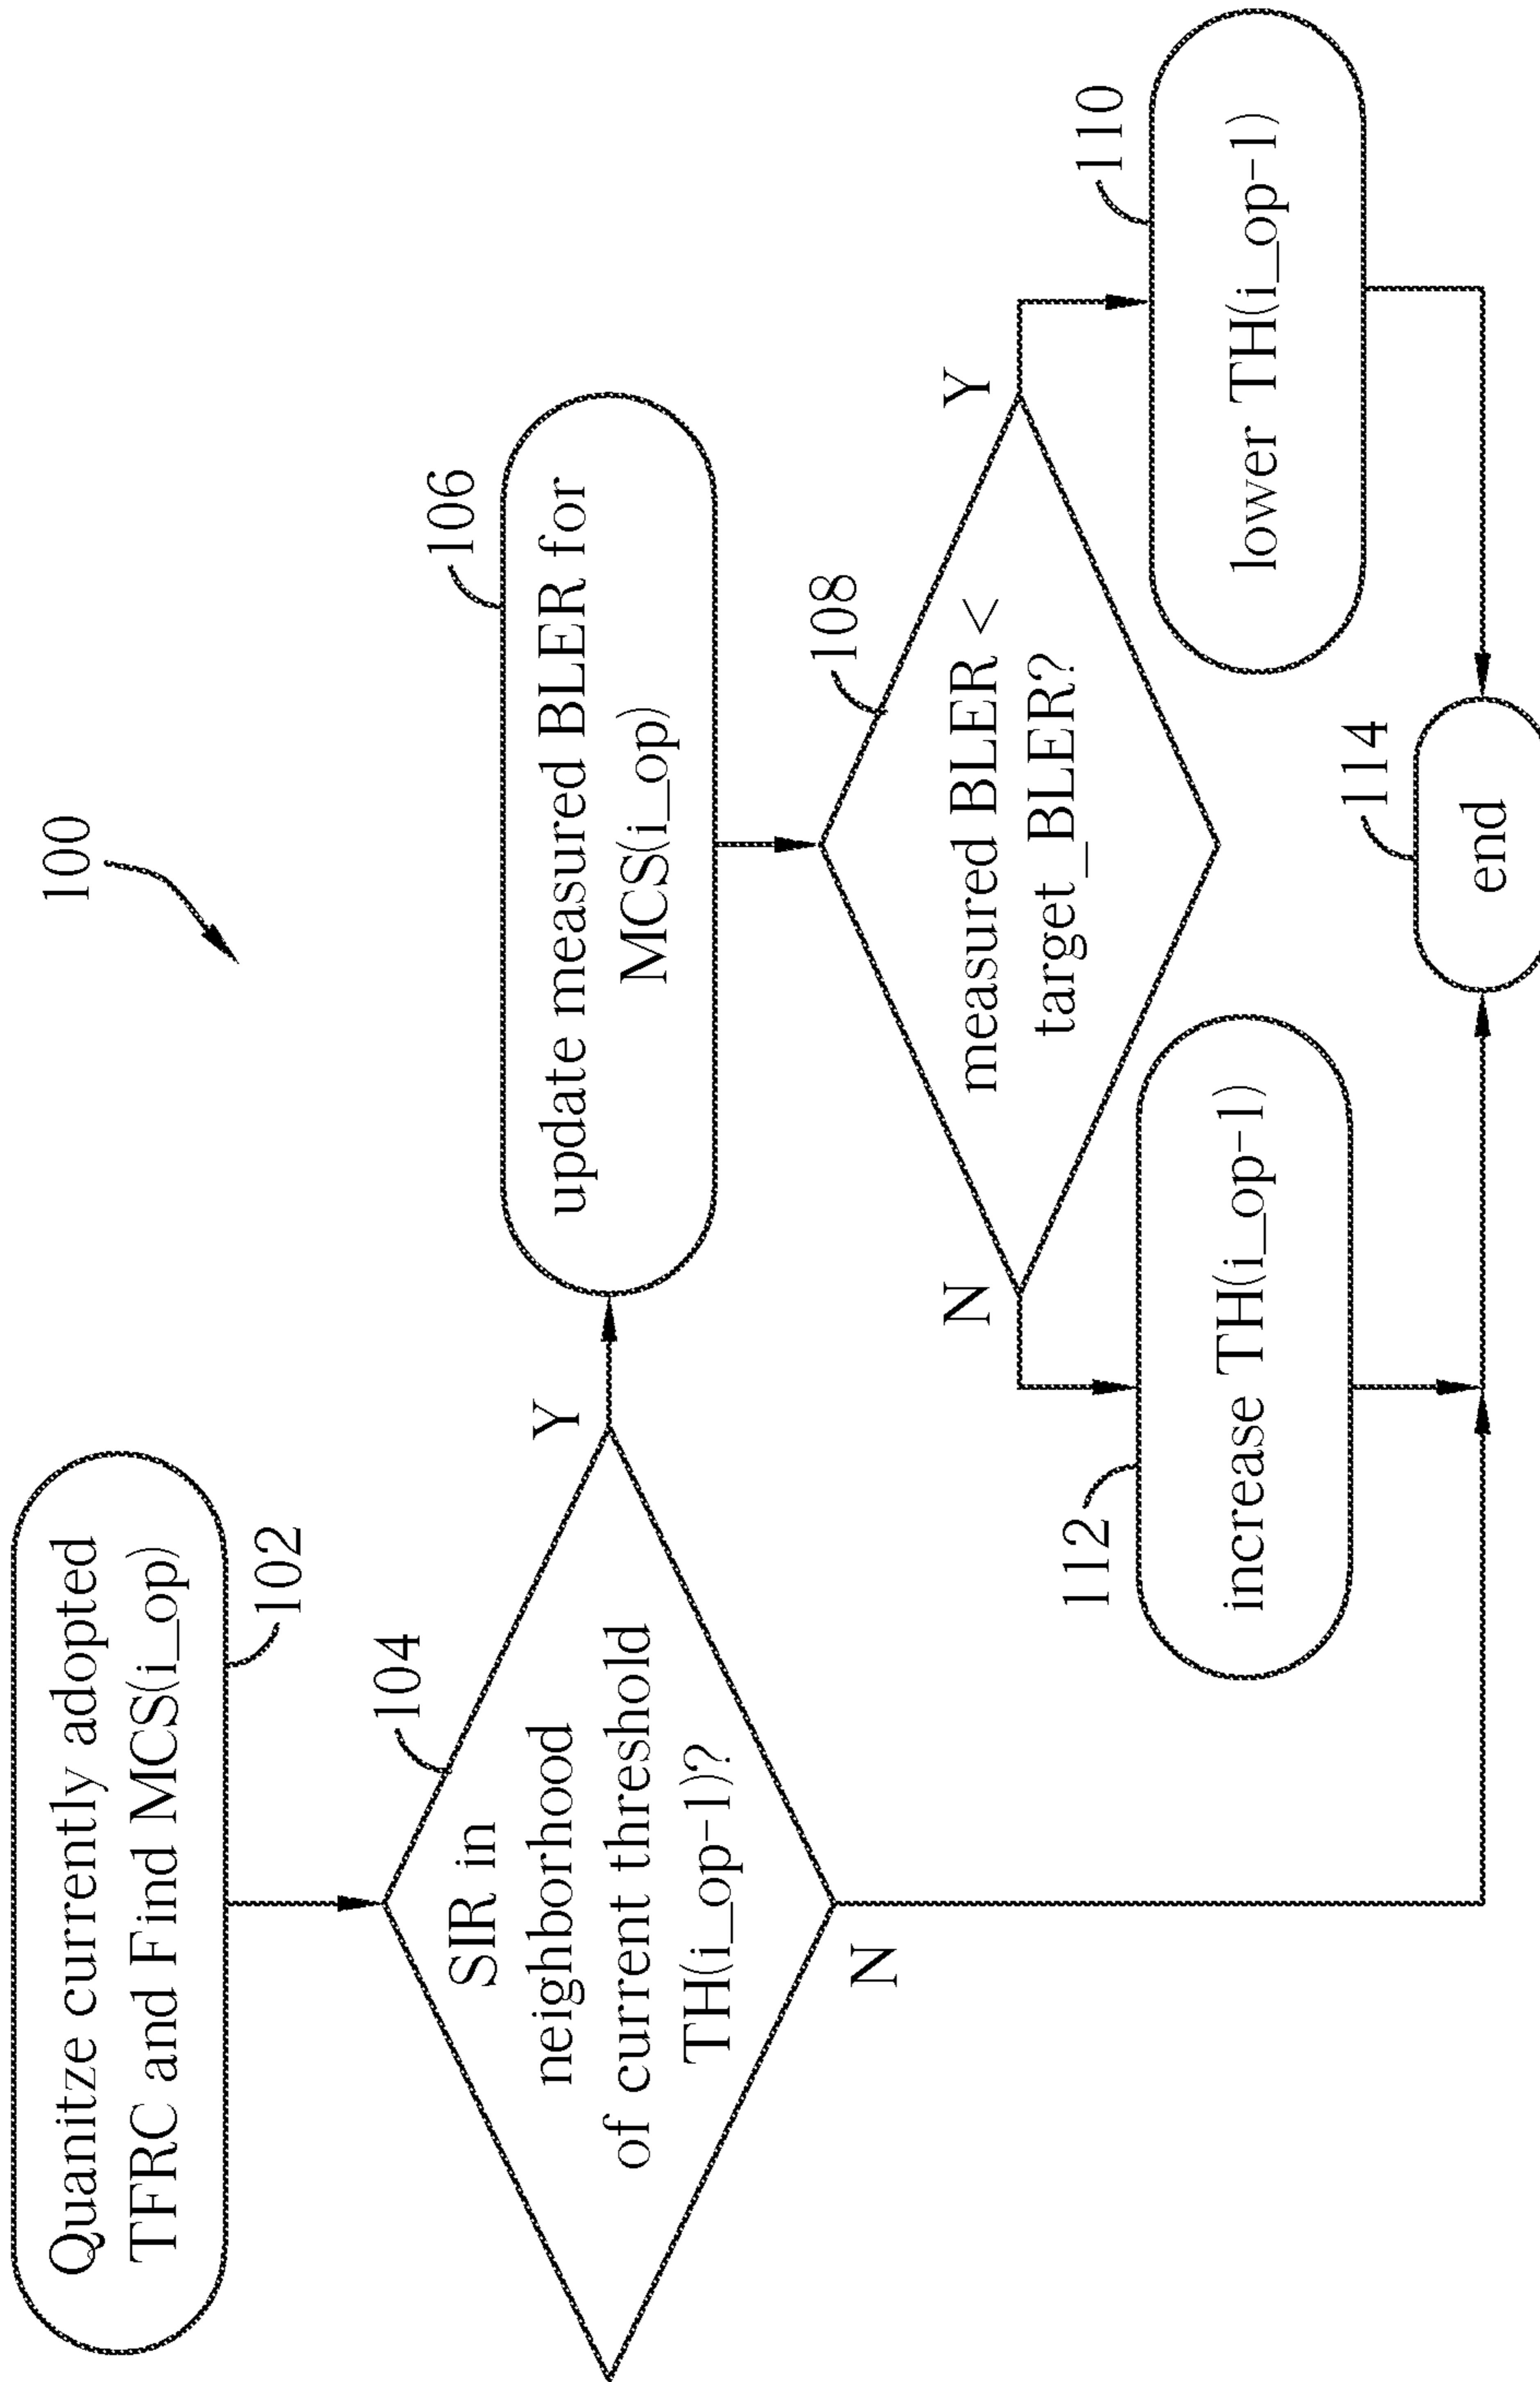 100
Quanitze currently adopted
TFRC and Find MCS(i_op)
102
104
SIR in
neighborhood
of current threshold
TH(i_op-1)?
Y
N
106
update measured BLER for
MCS(i_op)
108
measured BLER <
target_BLER?
N
Y
112
increase TH(i_op-1)
110
lower TH(i_op-1)
114
end